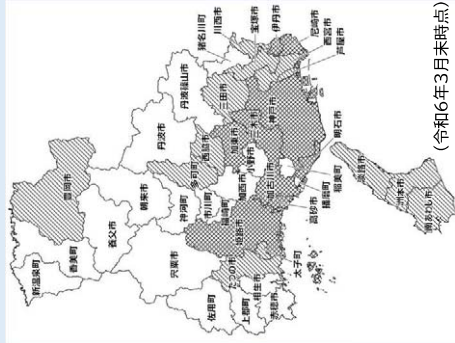 新温泉町
香美町
豊岡市
養父市
朝来市
丹波市
丹波篠山市
宍粟市
神河町
多可町
西脇市
市川町
福崎町
加西市
加東市
三田市
猪名川町
川西市
宝塚市
伊丹市
尼崎市
西宮市
芦屋市
神戸市
三木市
小野市
加古川市
姫路市
たつの市
佐用町
上郡町
相生市
赤穂市
太子町
高砂市
播磨町
稲美町
明石市
淡路市
洲本市
南あわじ市
(令和6年3月末時点)